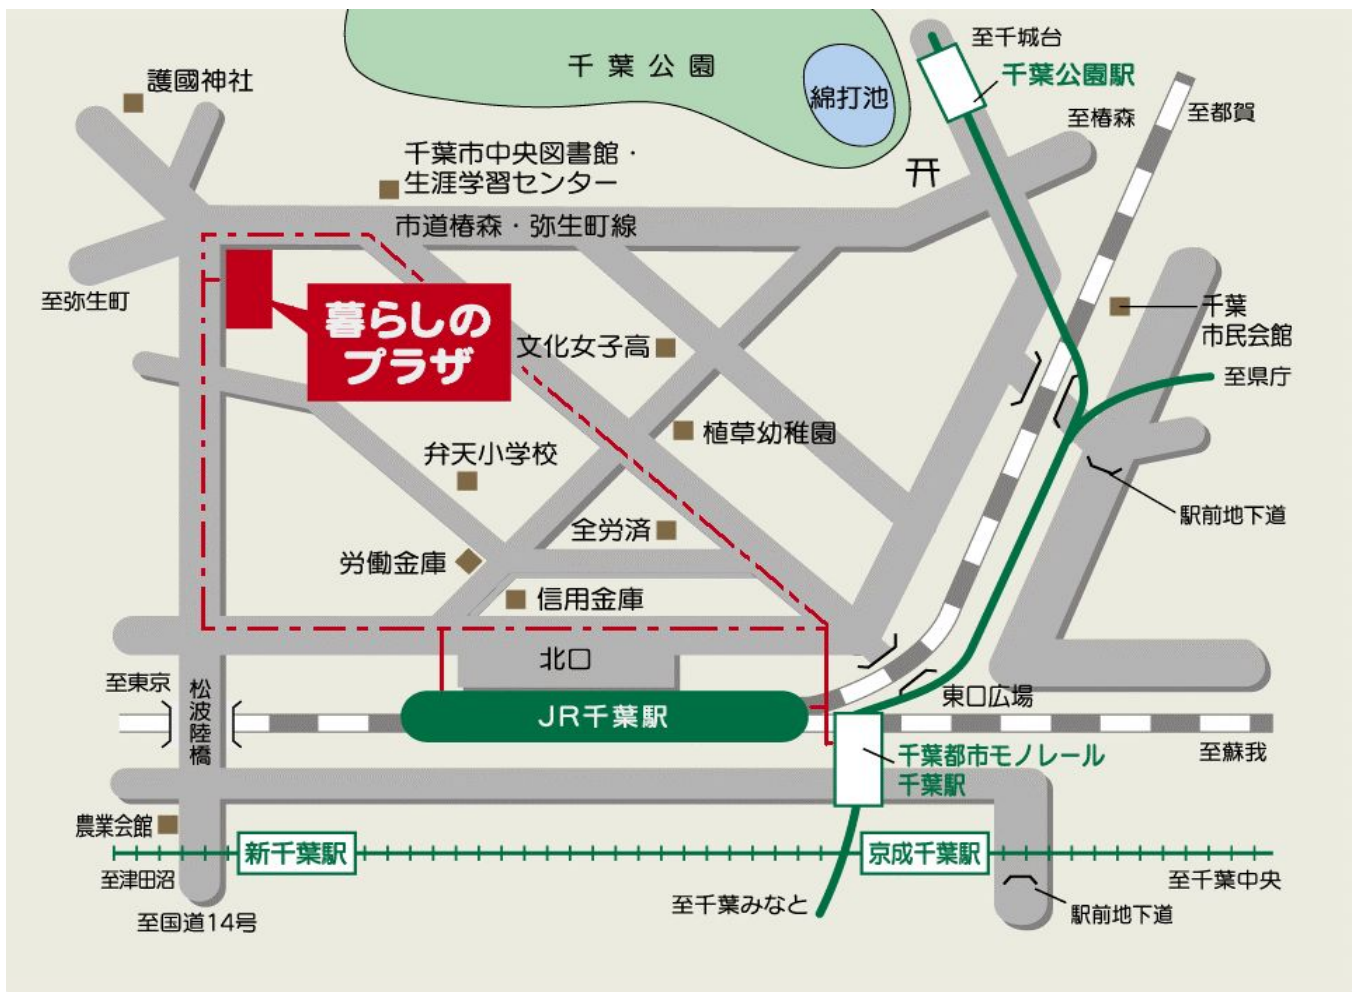 至千城台
千葉公園
千葉公園駅
護國神社
綿打池
至椿森
至都賀
千葉市中央図書館・
生涯学習センター
市道椿森・弥生町線
至弥生町
暮らしの
プラザ
千葉
市民会館
文化女子高
至県庁
植草幼稚園
弁天小学校
駅前地下道
全労済
労働金庫
信用金庫
北口
至東京
松波陸橋
東口広場
JR千葉駅
至蘇我
千葉都市モノレール
千葉駅
農業会館
新千葉駅
京成千葉駅
至津田沼
至千葉中央
至千葉みなと
駅前地下道
至国道14号